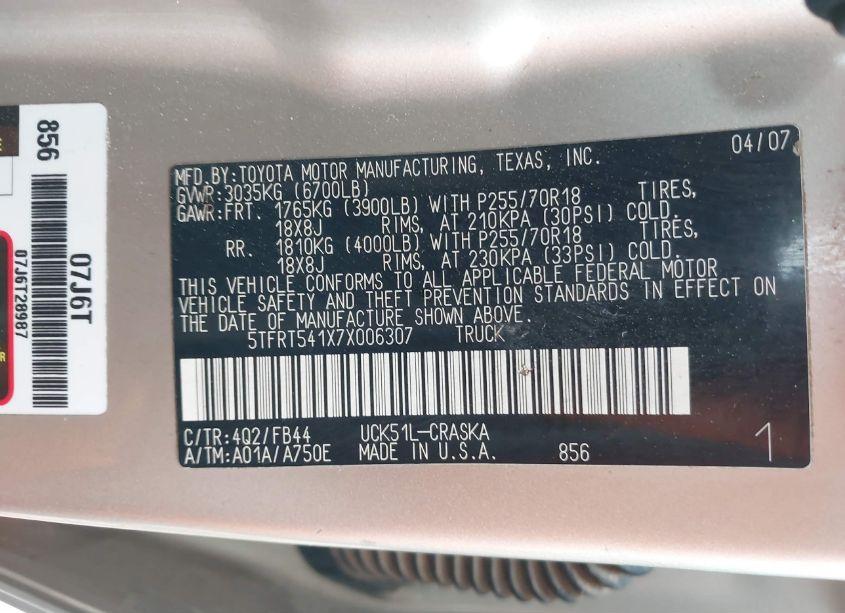 856
07J6T
07J6T28987
04/07
MFD.BY:TOYOTA MOTOR MANUFACTURING, TEXAS, INC.
GVWR:3035KG (6700LB)
GAWR:FRT. 1765KG (3900LB) WITH P255/70R18 TIRES,
18X8J RIMS, AT 210KPA (30PSI) COLD.
RR. 1810KG (4000LB) WITH P255/70R18 TIRES,
18X8J RIMS, AT 230KPA (33PSI) COLD.
THIS VEHICLE CONFORMS TO ALL APPLICABLE FEDERAL MOTOR
VEHICLE SAFETY AND THEFT PREVENTION STANDARDS IN EFFECT ON
THE DATE OF MANUFACTURE SHOWN ABOVE.
5TFRT541X7X006307 TRUCK
C/TR:4Q2/FB44 UCK51L-CRASKA
A/TM:A01A/A750E MADE IN U.S.A. 856 1